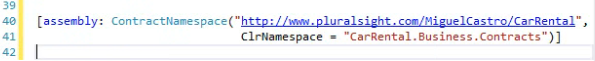 39
40 [assembly: ContractNamespace("http://www.pluralsight.com/MiguelCastro/CarRental",
41 ClrNamespace = "CarRental.Business.Contracts")]
42